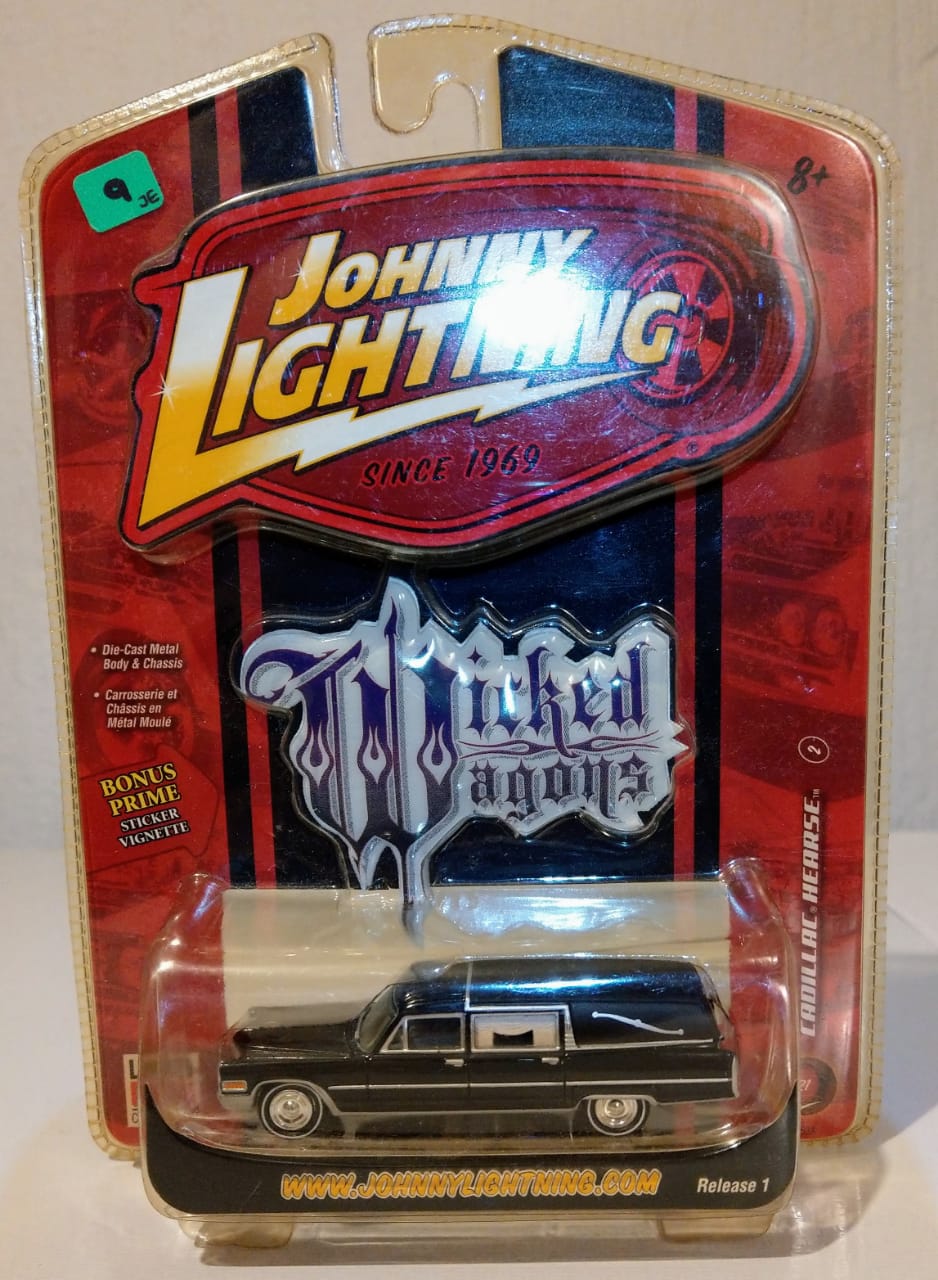 9
JE
8+
JOHNNY
LIGHTNING
SINCE 1969
®
• Die-Cast Metal
Body & Chassis
• Carrosserie et
Châssis en
Métal Moulé
BONUS
PRIME
STICKER
VIGNETTE
Wicked
Wagons
2
CADILLAC® HEARSE™
WWW.JOHNNYLIGHTNING.COM
Release 1